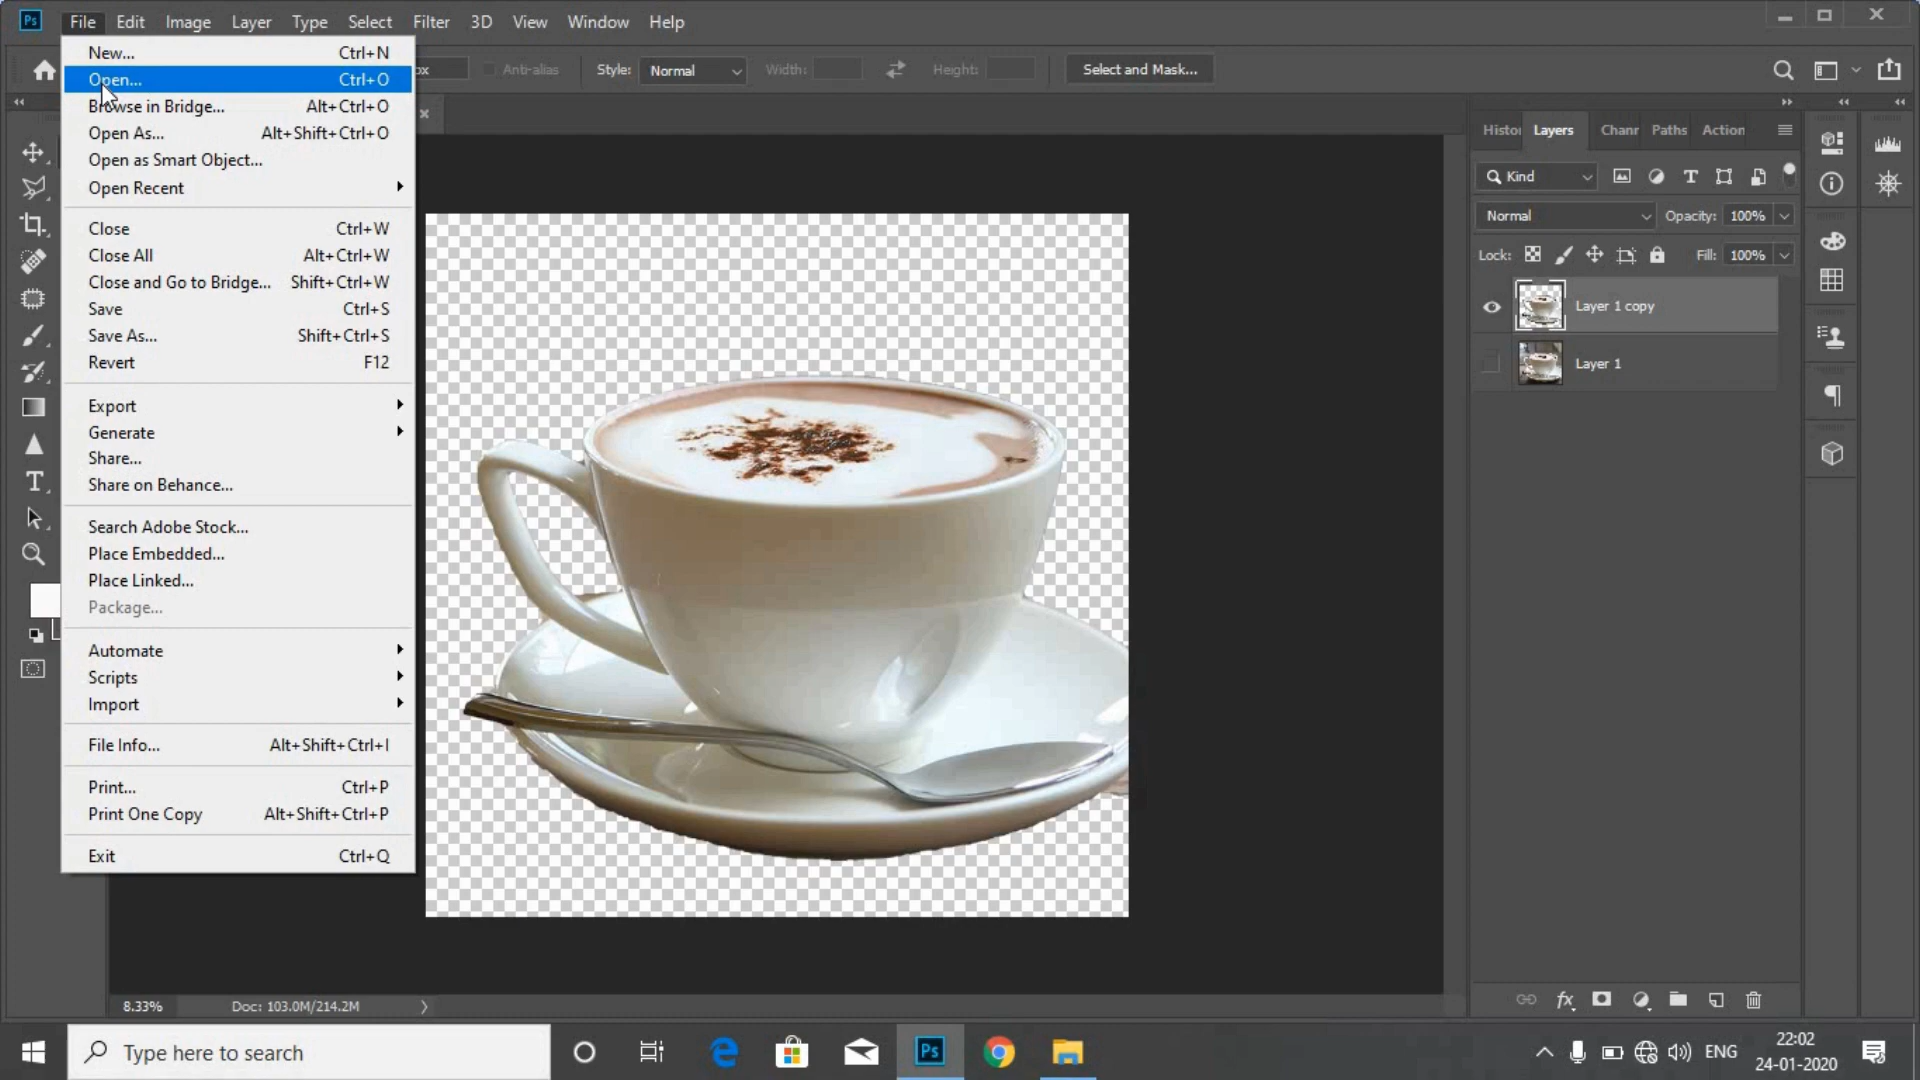 Ps File Edit Image Layer Type Select Filter 3D View Window Help
Anti-alias Style: Normal Width: Height: Select and Mask...
New... Ctrl+N
Open... Ctrl+O
Browse in Bridge... Alt+Ctrl+O
Open As... Alt+Shift+Ctrl+O
Open as Smart Object...
Open Recent
Close Ctrl+W
Close All Alt+Ctrl+W
Close and Go to Bridge... Shift+Ctrl+W
Save Ctrl+S
Save As... Shift+Ctrl+S
Revert F12
Export
Generate
Share...
Share on Behance...
Search Adobe Stock...
Place Embedded...
Place Linked...
Package...
Automate
Scripts
Import
File Info... Alt+Shift+Ctrl+I
Print... Ctrl+P
Print One Copy Alt+Shift+Ctrl+P
Exit Ctrl+Q
Histor Layers Chann Paths Action
Kind
Normal Opacity: 100%
Lock: Fill: 100%
Layer 1 copy
Layer 1
fx
8.33% Doc: 103.0M/214.2M
Type here to search
Ps
ENG
22:02
24-01-2020